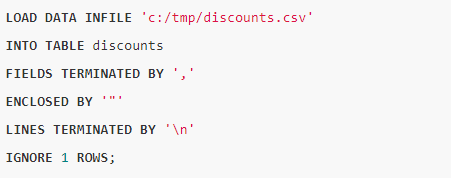 LOAD DATA INFILE 'c:/tmp/discounts.csv'
INTO TABLE discounts
FIELDS TERMINATED BY ','
ENCLOSED BY '"'
LINES TERMINATED BY '\n'
IGNORE 1 ROWS;